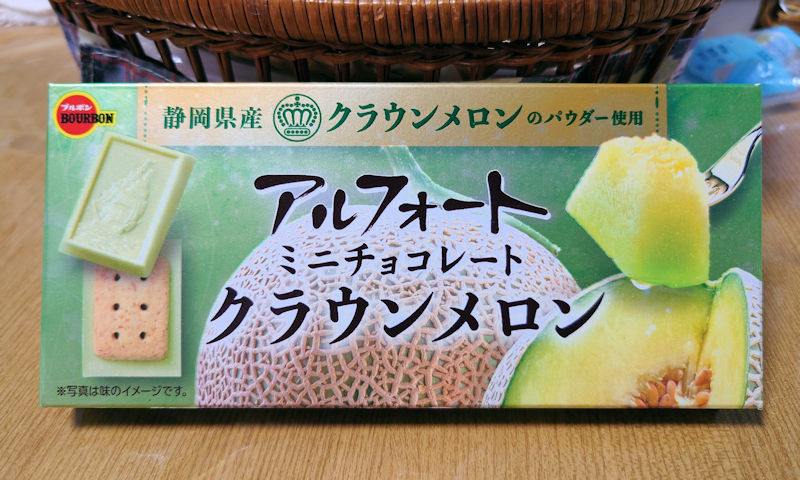 ブルボン
BOURBON
静岡県産 クラウンメロンのパウダー使用
アルフォート
ミニチョコレート
クラウンメロン
※写真は味のイメージです。